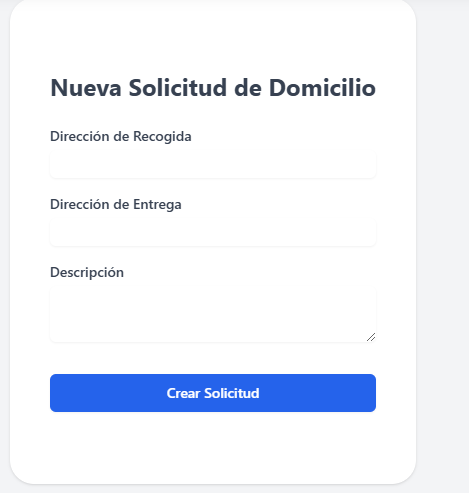 Nueva Solicitud de Domicilio
Dirección de Recogida
Dirección de Entrega
Descripción
Crear Solicitud